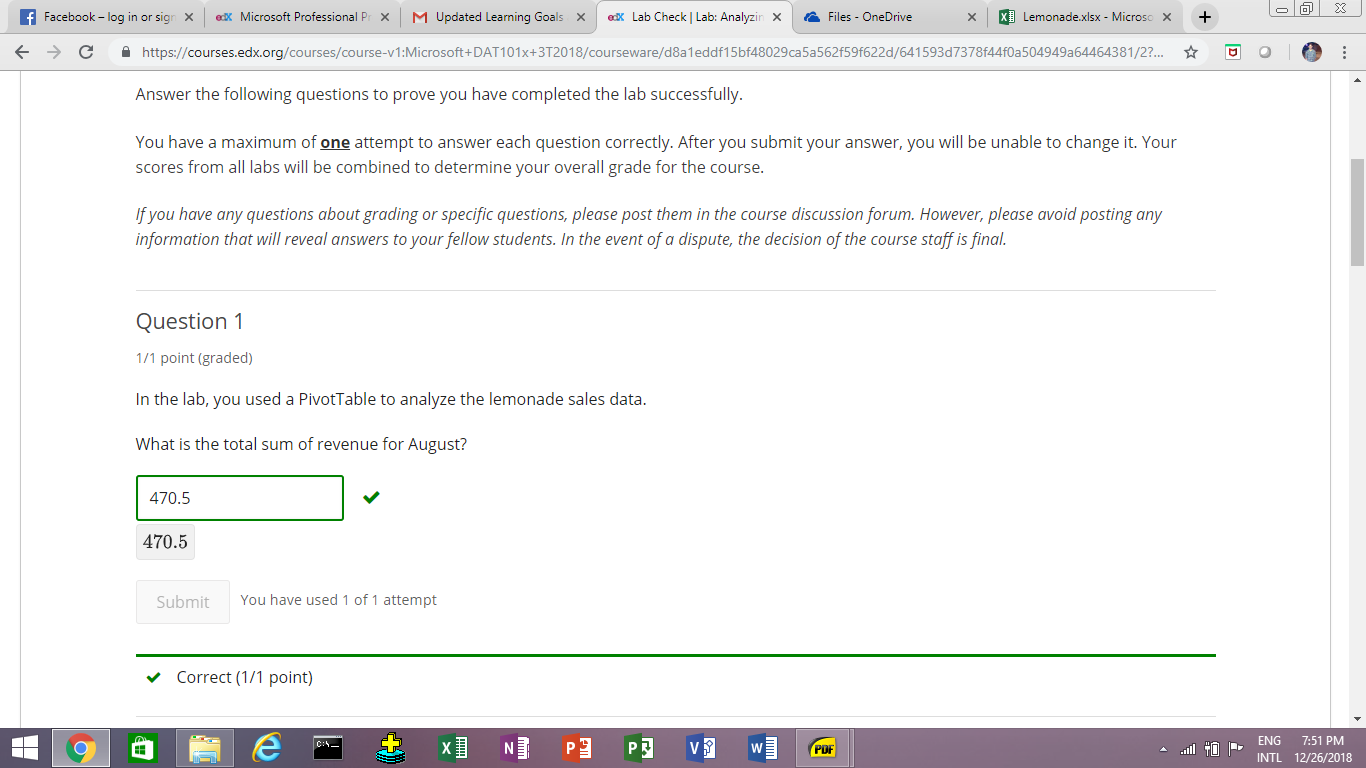 Facebook – log in or sign
Microsoft Professional Pr
Updated Learning Goals
Lab Check | Lab: Analyzin
Files - OneDrive
Lemonade.xlsx - Microso
https://courses.edx.org/courses/course-v1:Microsoft+DAT101x+3T2018/courseware/d8a1eddf15bf48029ca5a562f59f622d/641593d7378f44f0a504949a64464381/2?...
Answer the following questions to prove you have completed the lab successfully.
You have a maximum of one attempt to answer each question correctly. After you submit your answer, you will be unable to change it. Your
scores from all labs will be combined to determine your overall grade for the course.
If you have any questions about grading or specific questions, please post them in the course discussion forum. However, please avoid posting any
information that will reveal answers to your fellow students. In the event of a dispute, the decision of the course staff is final.
Question 1
1/1 point (graded)
In the lab, you used a PivotTable to analyze the lemonade sales data.
What is the total sum of revenue for August?
470.5
470.5
Submit
You have used 1 of 1 attempt
Correct (1/1 point)
ENG
INTL
7:51 PM
12/26/2018
PDF